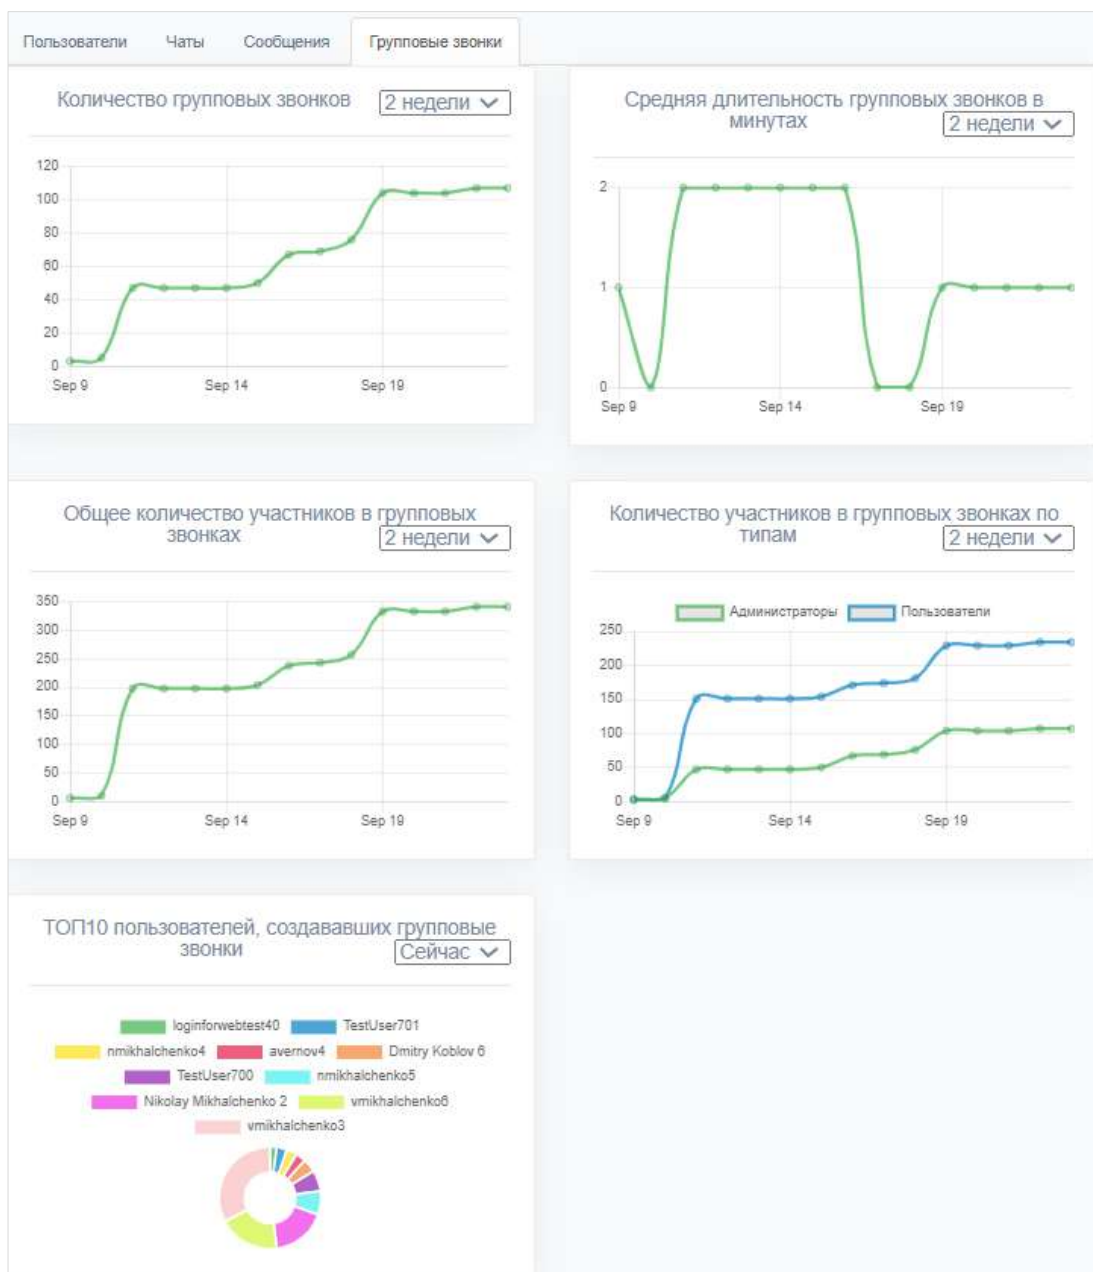 Пользователи Чаты Сообщения Групповые звонки
Количество групповых звонков 2 недели
120
100
80
60
40
20
0
Sep 9 Sep 14 Sep 19
Средняя длительность групповых звонков в
минутах 2 недели
2
1
0
Sep 9 Sep 14 Sep 19
Общее количество участников в групповых
звонках 2 недели
350
300
250
200
150
100
50
0
Sep 9 Sep 14 Sep 19
Количество участников в групповых звонках по
типам 2 недели
Администраторы Пользователи
250
200
150
100
50
0
Sep 9 Sep 14 Sep 19
ТОП10 пользователей, создававших групповые
звонки Сейчас
loginforwebtest40 TestUser701
nmikhalchenko4 avernov4 Dmitry Koblov 6
TestUser700 nmikhalchenko5
Nikolay Mikhalchenko 2 vmikhalchenko6
vmikhalchenko3